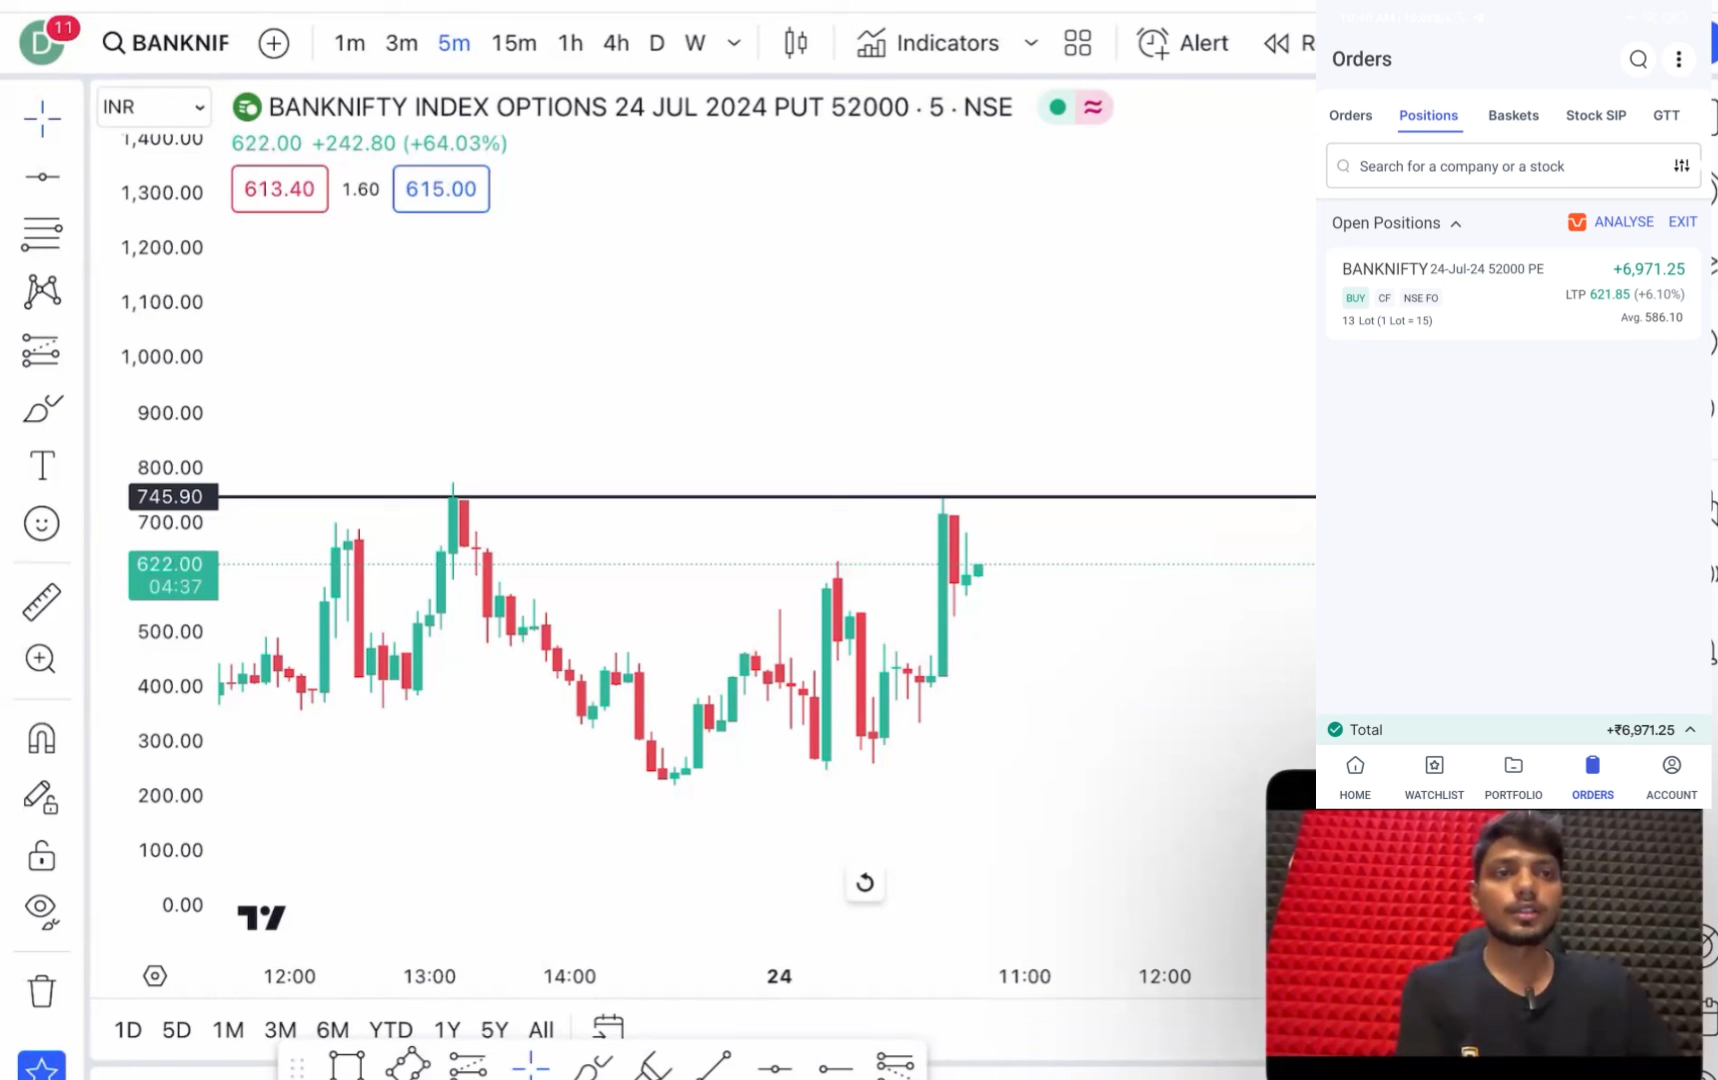 D
11
BANKNIF
1m 3m 5m 15m 1h 4h D W
Indicators
Alert
R
INR
BANKNIFTY INDEX OPTIONS 24 JUL 2024 PUT 52000 · 5 · NSE
622.00 +242.80 (+64.03%)
613.40 1.60 615.00
1,400.00
1,300.00
1,200.00
1,100.00
1,000.00
900.00
800.00
745.90
700.00
622.00
04:37
500.00
400.00
300.00
200.00
100.00
0.00
12:00 13:00 14:00 24 11:00 12:00
1D 5D 1M 3M 6M YTD 1Y 5Y All
Orders
Orders Positions Baskets Stock SIP GTT
Search for a company or a stock
Open Positions ANALYSE EXIT
BANKNIFTY 24-Jul-24 52000 PE +6,971.25
BUY CF NSE FO LTP 621.85 (+6.10%)
13 Lot (1 Lot = 15) Avg. 586.10
Total +₹6,971.25
HOME WATCHLIST PORTFOLIO ORDERS ACCOUNT